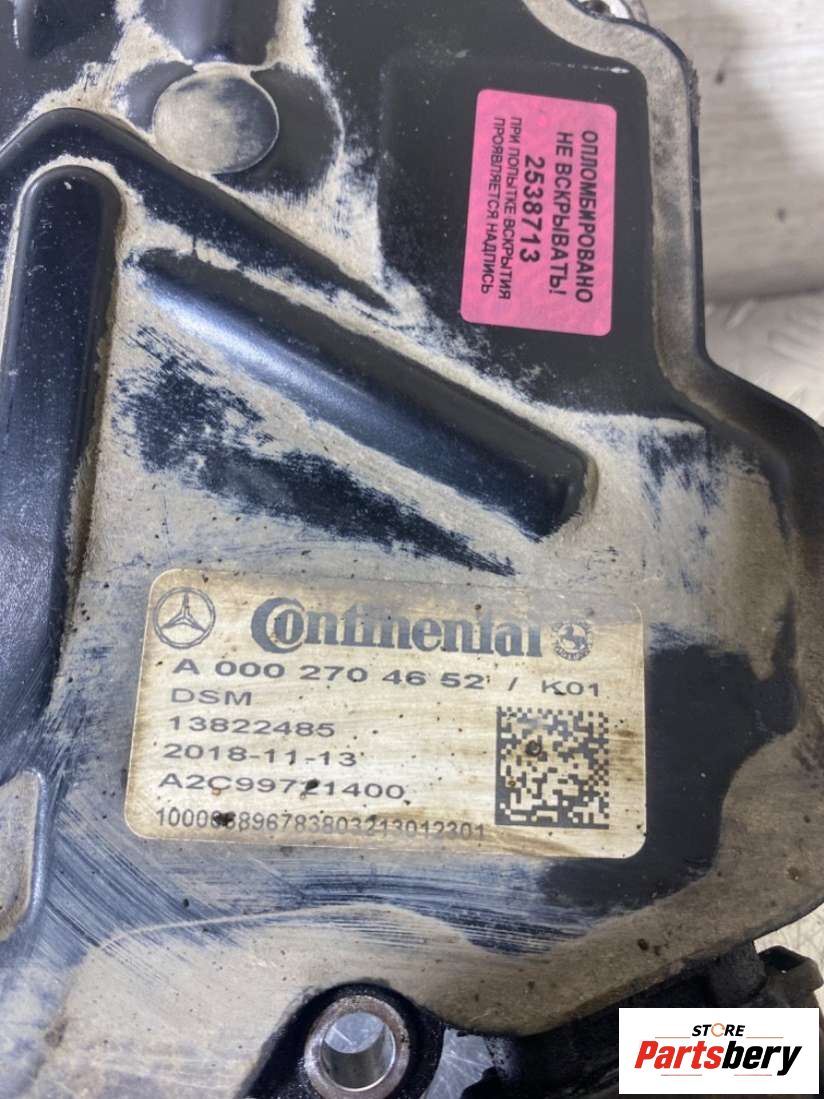 ОПЛОМБИРОВАНО
НЕ ВСКРЫВАТЬ!
2538713
ПРИ ПОПЫТКЕ ВСКРЫТИЯ
ПРОЯВЛЯЕТСЯ НАДПИСЬ
Continental
A 000 270 46 52 / K01
DSM
13822485
2018-11-13
A2C99721400
STORE
Partsbery